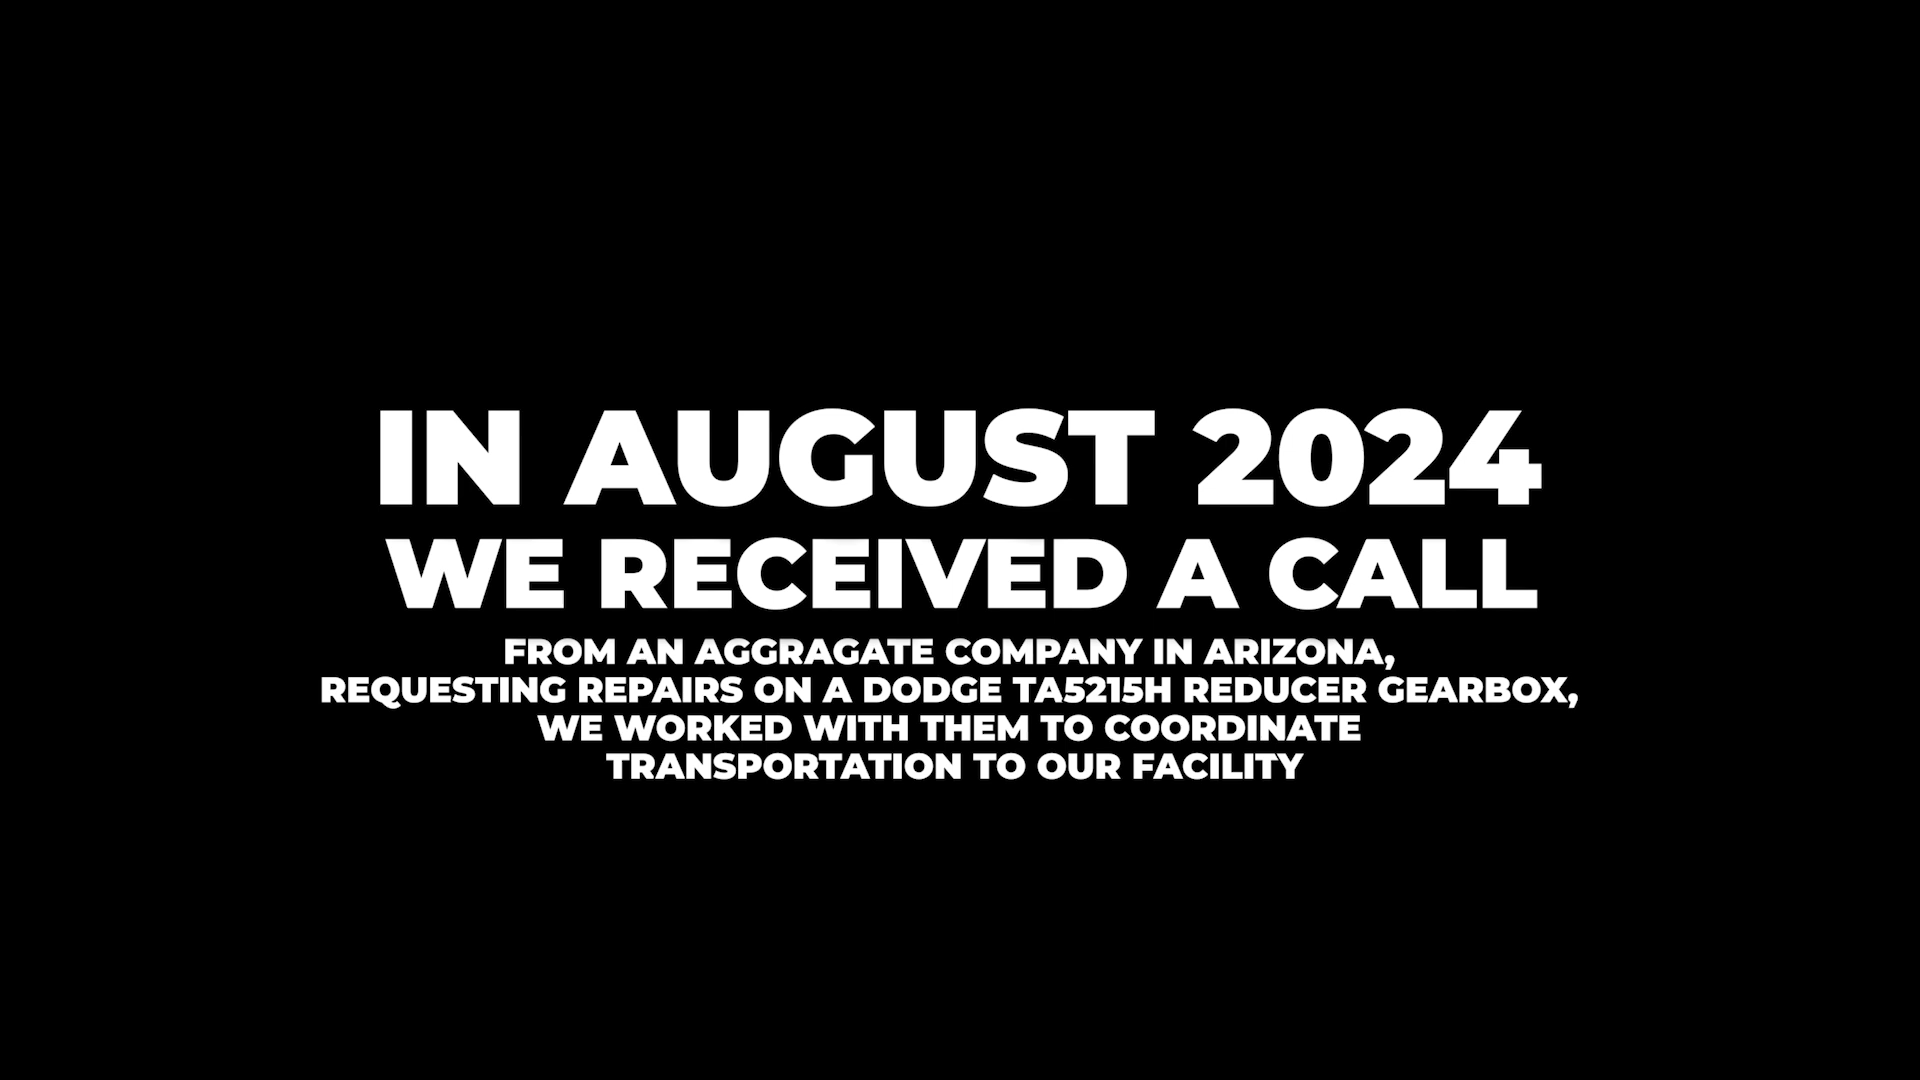 IN AUGUST 2024
WE RECEIVED A CALL
FROM AN AGGRAGATE COMPANY IN ARIZONA,
REQUESTING REPAIRS ON A DODGE TA5215H REDUCER GEARBOX,
WE WORKED WITH THEM TO COORDINATE
TRANSPORTATION TO OUR FACILITY